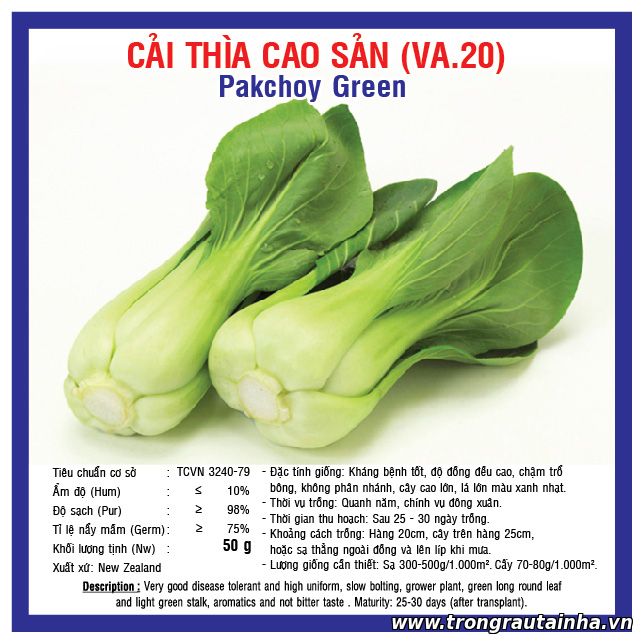 CẢI THÌA CAO SẢN (VA.20)
Pakchoy Green
Tiêu chuẩn cơ sở : TCVN 3240-79
Ẩm độ (Hum) : ≤ 10%
Độ sạch (Pur) : ≥ 98%
Tỉ lệ nẩy mầm (Germ) : ≥ 75%
Khối lượng tịnh (Nw) : 50 g
Xuất xứ: New Zealand
- Đặc tính giống: Kháng bệnh tốt, độ đồng đều cao, chậm trổ
bông, không phân nhánh, cây cao lớn, lá lớn màu xanh nhạt.
- Thời vụ trồng: Quanh năm, chính vụ đông xuân.
- Thời gian thu hoạch: Sau 25 - 30 ngày trồng.
- Khoảng cách trồng: Hàng 20cm, cây trên hàng 25cm,
hoặc sạ thẳng ngoài đồng và lên líp khi mưa.
- Lượng giống cần thiết: Sạ 300-500g/1.000m². Cấy 70-80g/1.000m².
Description : Very good disease tolerant and high uniform, slow bolting, grower plant, green long round leaf
and light green stalk, aromatics and not bitter taste . Maturity: 25-30 days (after transplant).
www.trongrautainha.vn